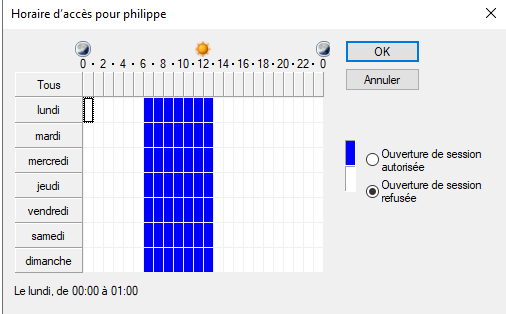 Horaire d'accès pour philippe
0 · 2 · 4 · 6 · 8 · 10 · 12 · 14 · 16 · 18 · 20 · 22 · 0
OK
Annuler
Tous
lundi
mardi
mercredi
jeudi
vendredi
samedi
dimanche
Ouverture de session
autorisée
Ouverture de session
refusée
Le lundi, de 00:00 à 01:00